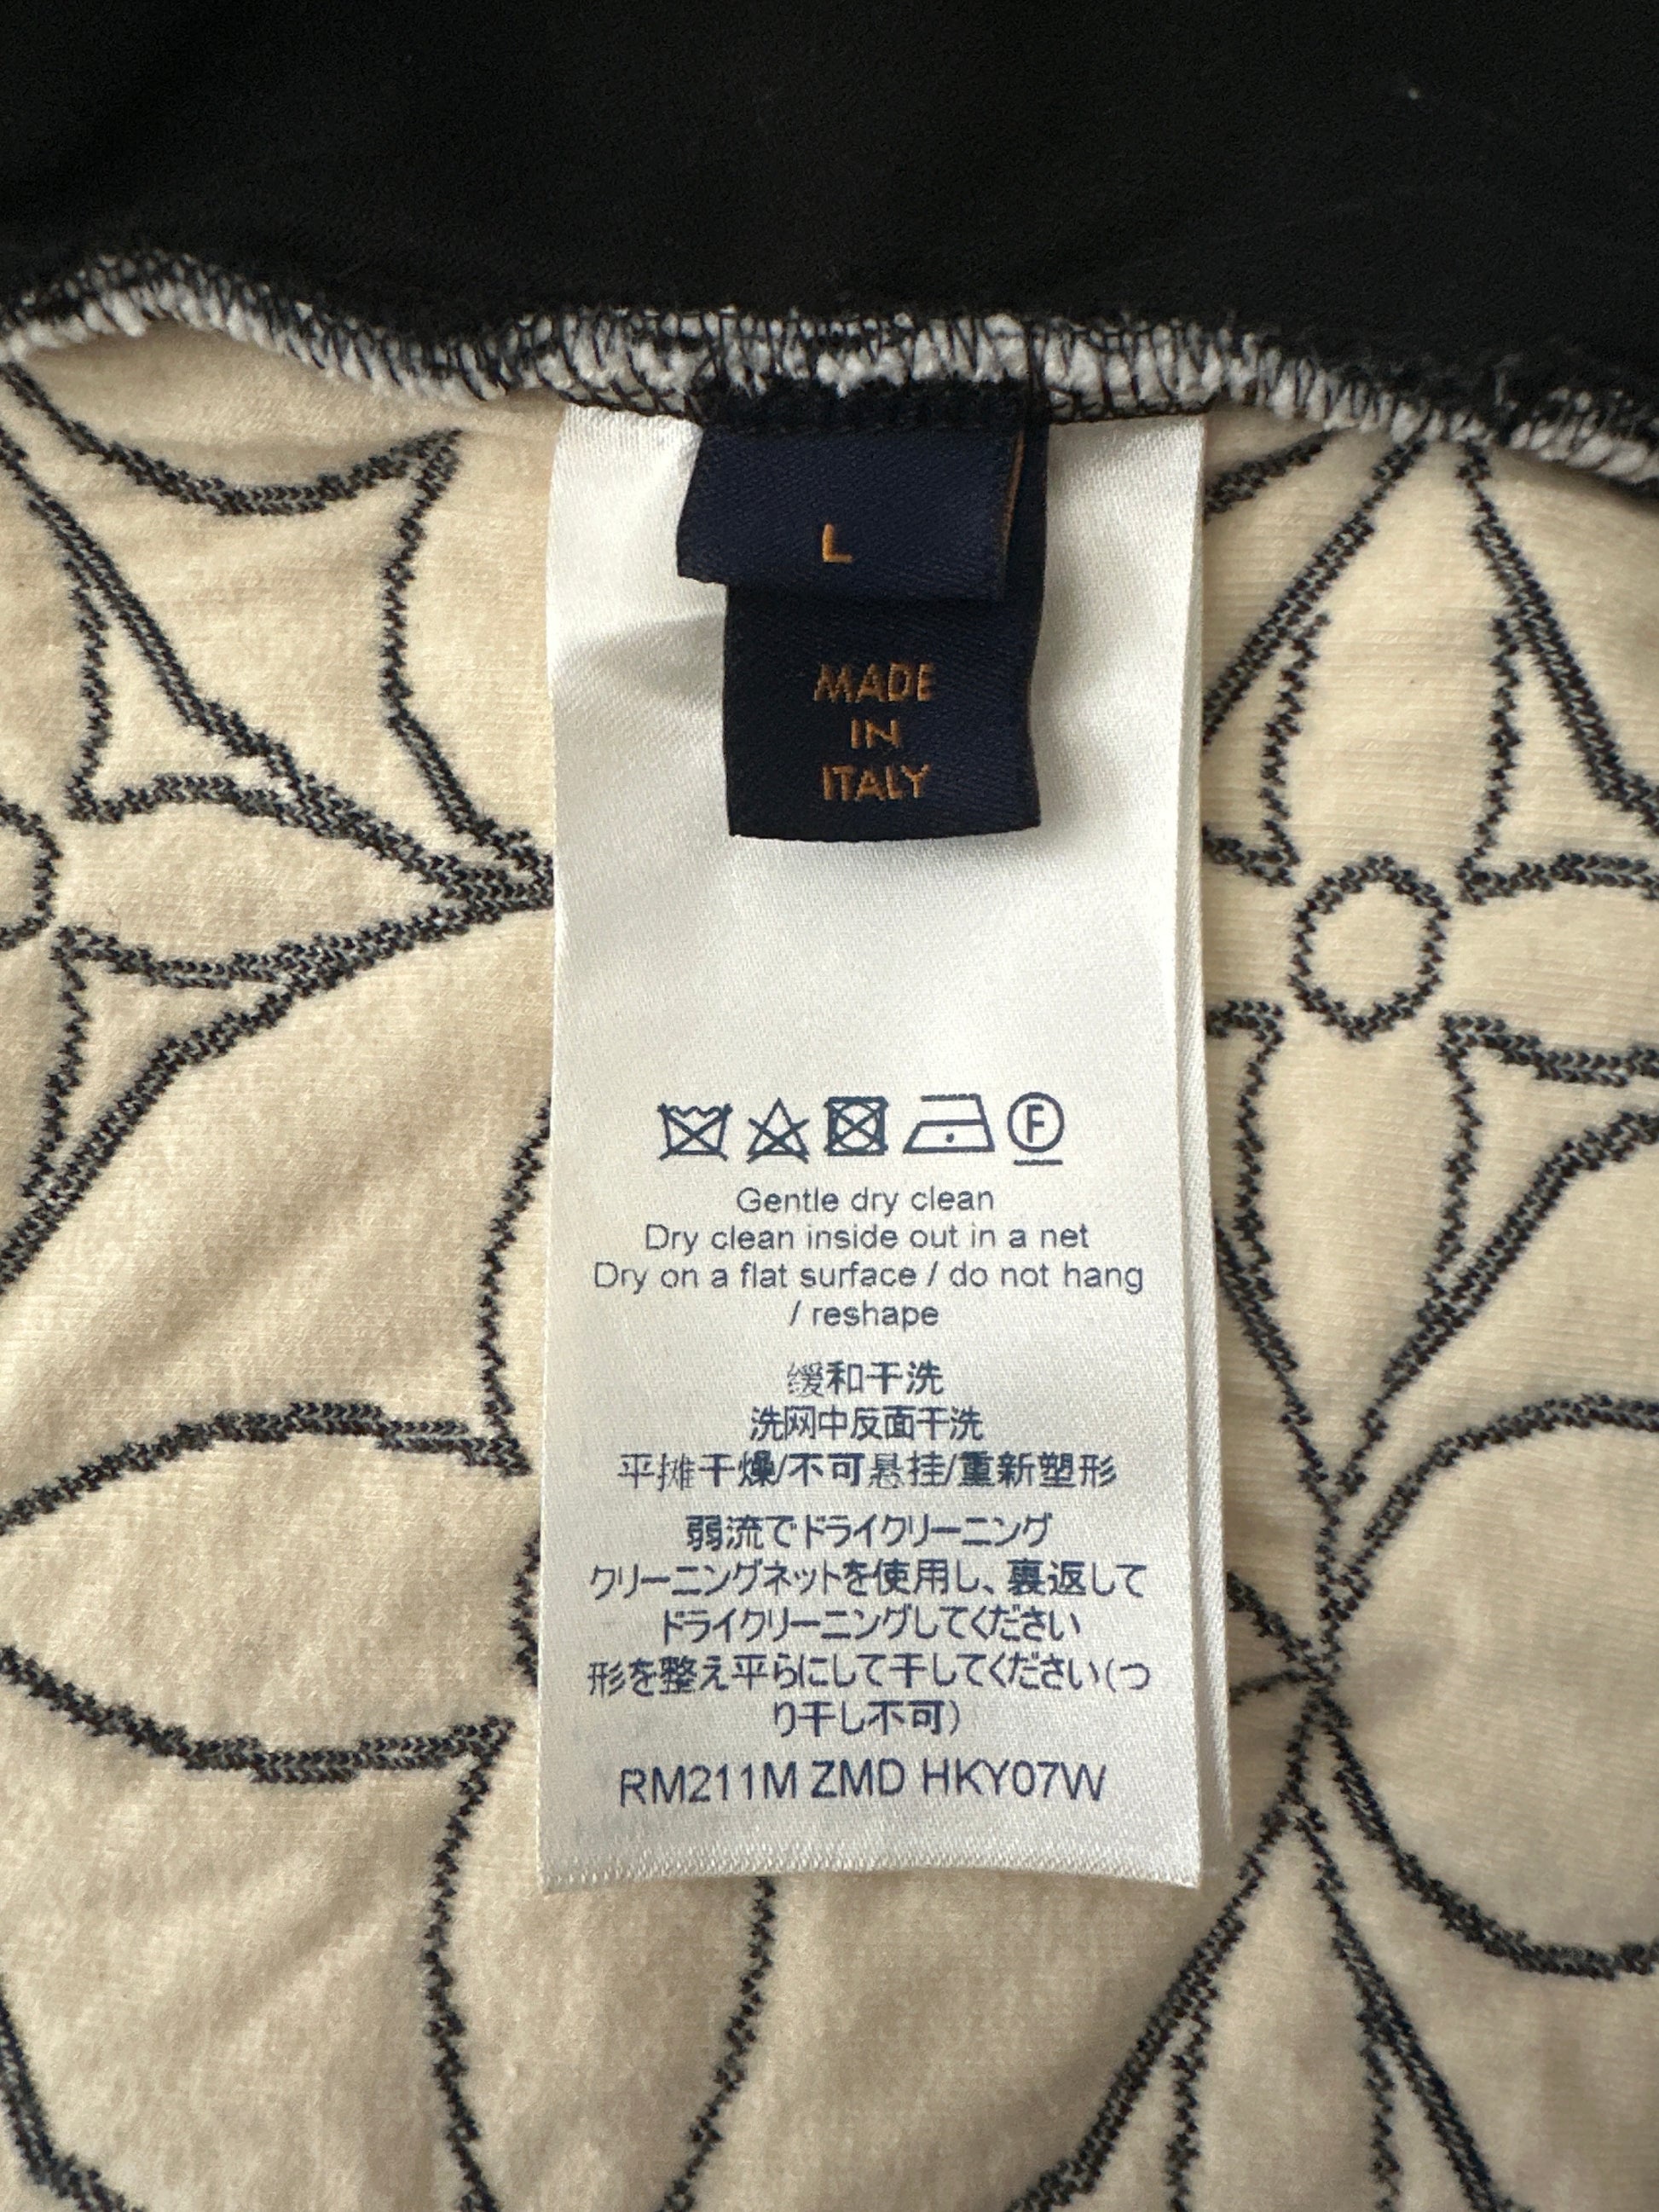 L
MADE
IN
ITALY
F
Gentle dry clean
Dry clean inside out in a net
Dry on a flat surface / do not hang
/ reshape
缓和干洗
洗网中反面干洗
平摊干燥/不可悬挂/重新塑形
弱流でドライクリーニング
クリーニングネットを使用し、裏返して
ドライクリーニングしてください
形を整え平らにして干してください(つ
り干し不可)
RM211M ZMD HKY07W